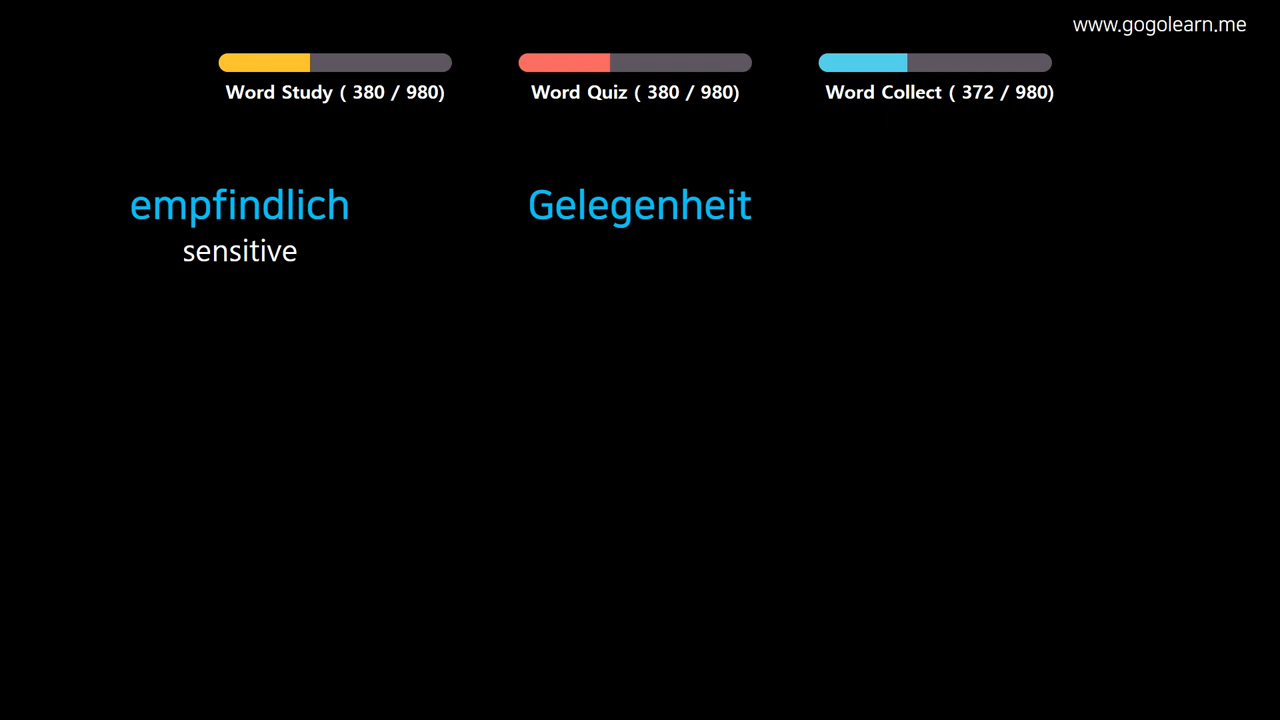 www.gogolearn.me
Word Study ( 380 / 980)
Word Quiz ( 380 / 980)
Word Collect ( 372 / 980)
empfindlich
sensitive
Gelegenheit